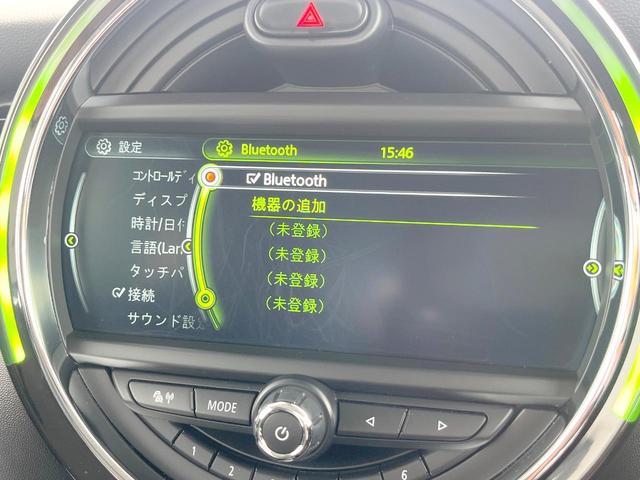 設定
Bluetooth 15:46
コントロールディ
ディスプ
時計/日付
言語(Lan
タッチパ
接続
サウンド設定
Bluetooth
機器の追加
(未登録)
(未登録)
(未登録)
(未登録)
MODE
1
2
6